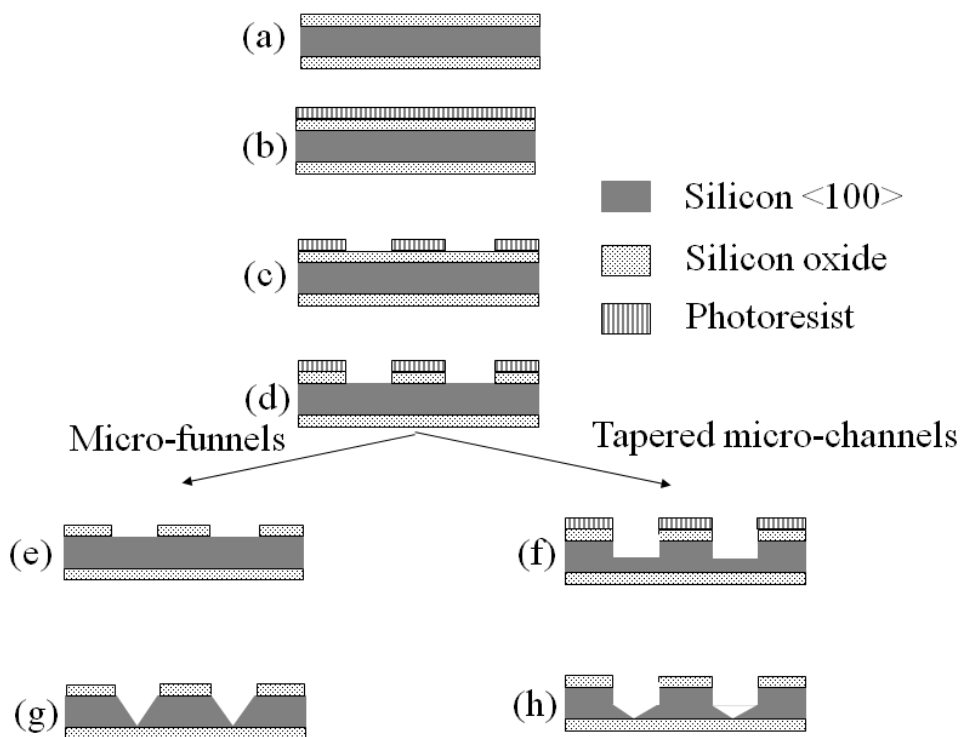 (a)
(b)
Silicon <100>
Silicon oxide
(c)
Photoresist
(d)
Micro-funnels
Tapered micro-channels
(e)
(f)
(g)
(h)